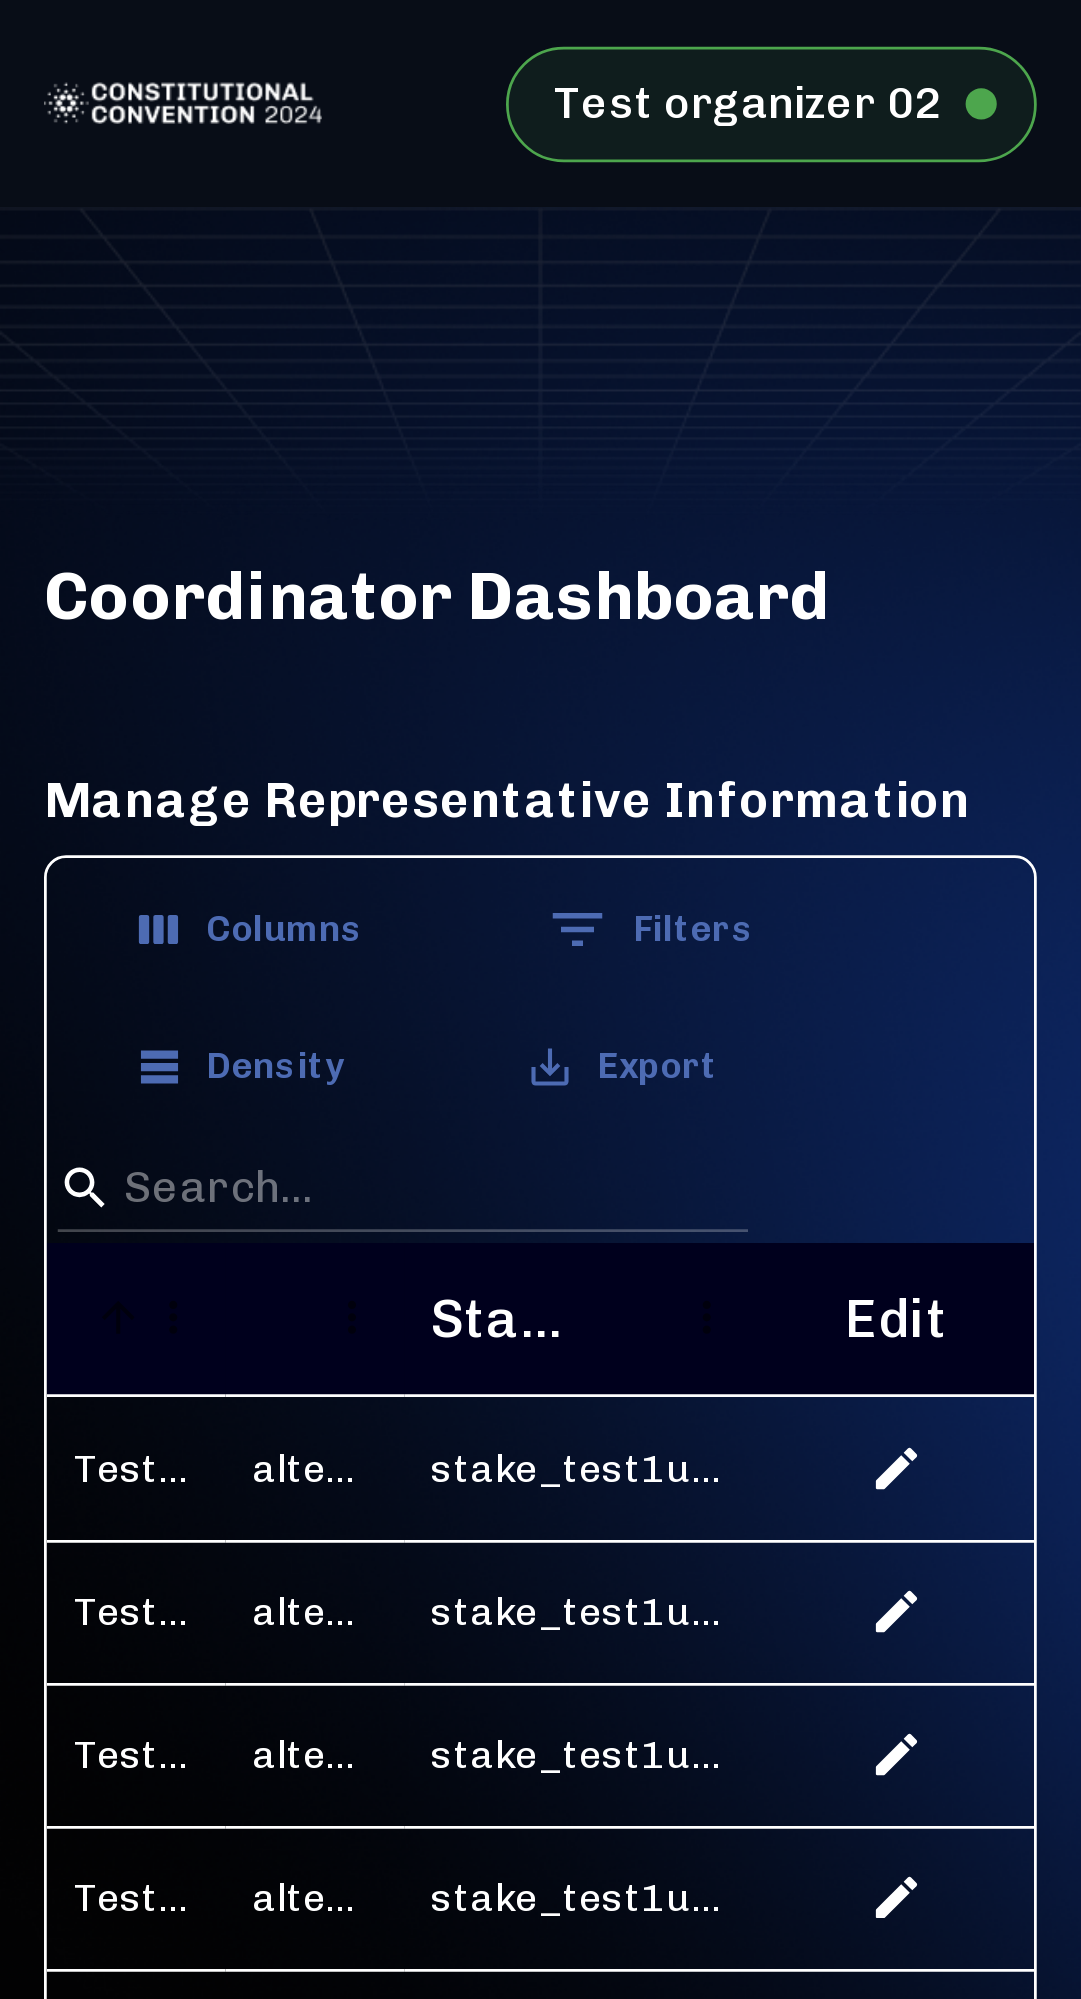 CONSTITUTIONAL
CONVENTION 2024
Test organizer 02
Coordinator Dashboard
Manage Representative Information
Columns
Filters
Density
Export
Search...
Sta... Edit
Test... alte... stake_test1u...
Test... alte... stake_test1u...
Test... alte... stake_test1u...
Test... alte... stake_test1u...